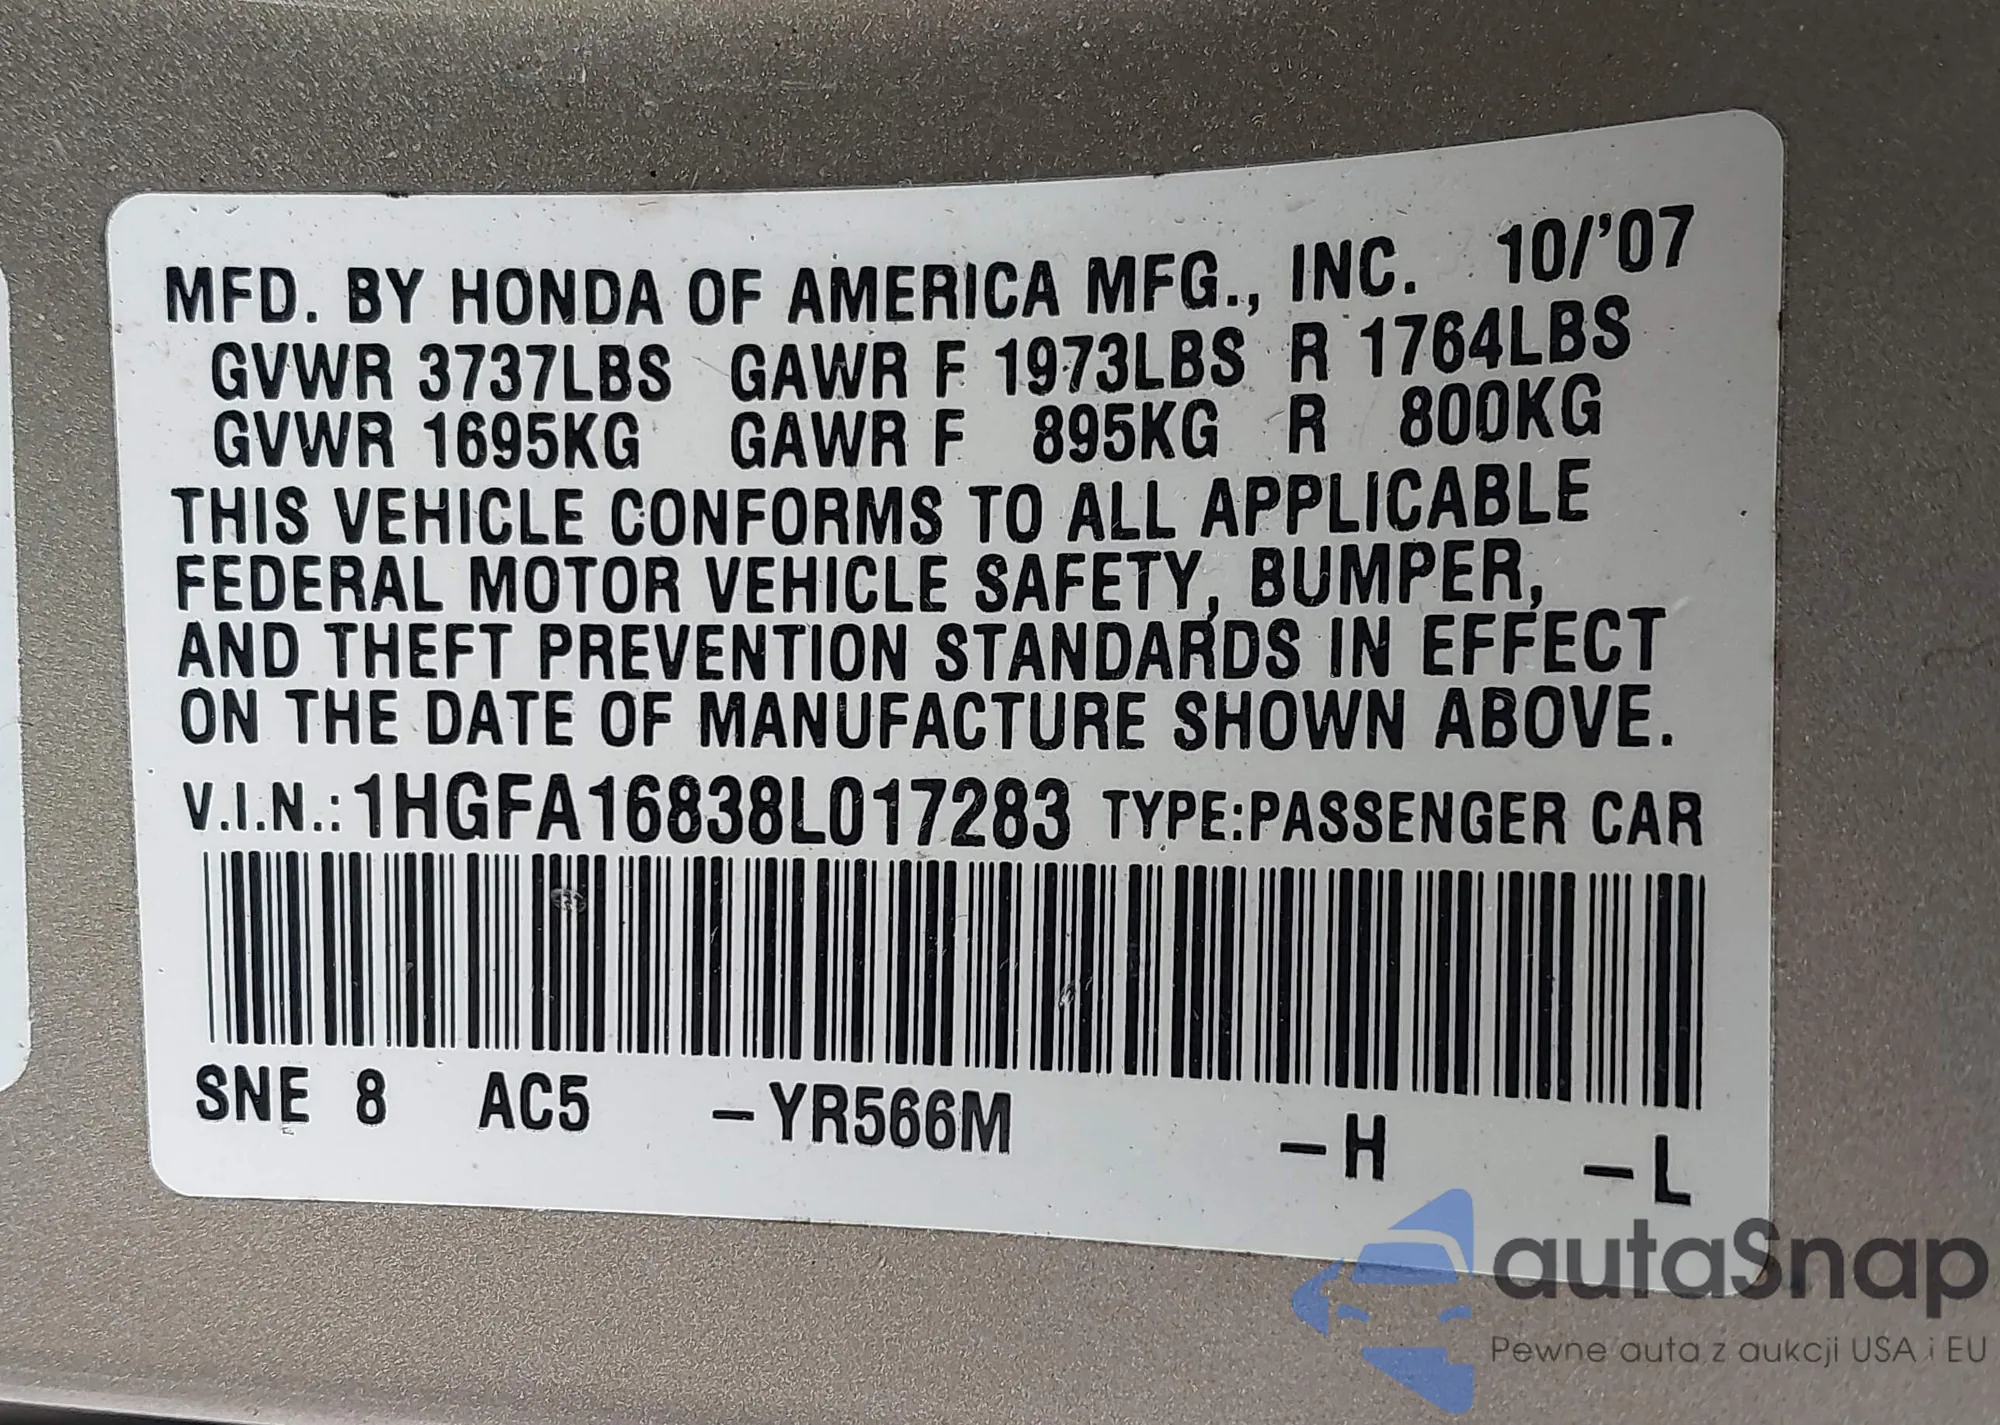 MFD. BY HONDA OF AMERICA MFG., INC. 10/'07
GVWR 3737LBS GAWR F 1973LBS R 1764LBS
GVWR 1695KG GAWR F 895KG R 800KG
THIS VEHICLE CONFORMS TO ALL APPLICABLE
FEDERAL MOTOR VEHICLE SAFETY, BUMPER,
AND THEFT PREVENTION STANDARDS IN EFFECT
ON THE DATE OF MANUFACTURE SHOWN ABOVE.
V.I.N.: 1HGFA16838L017283 TYPE:PASSENGER CAR
SNE 8 AC5 –YR566M –H –L
autaSnap
Pewne auta z aukcji USA i EU